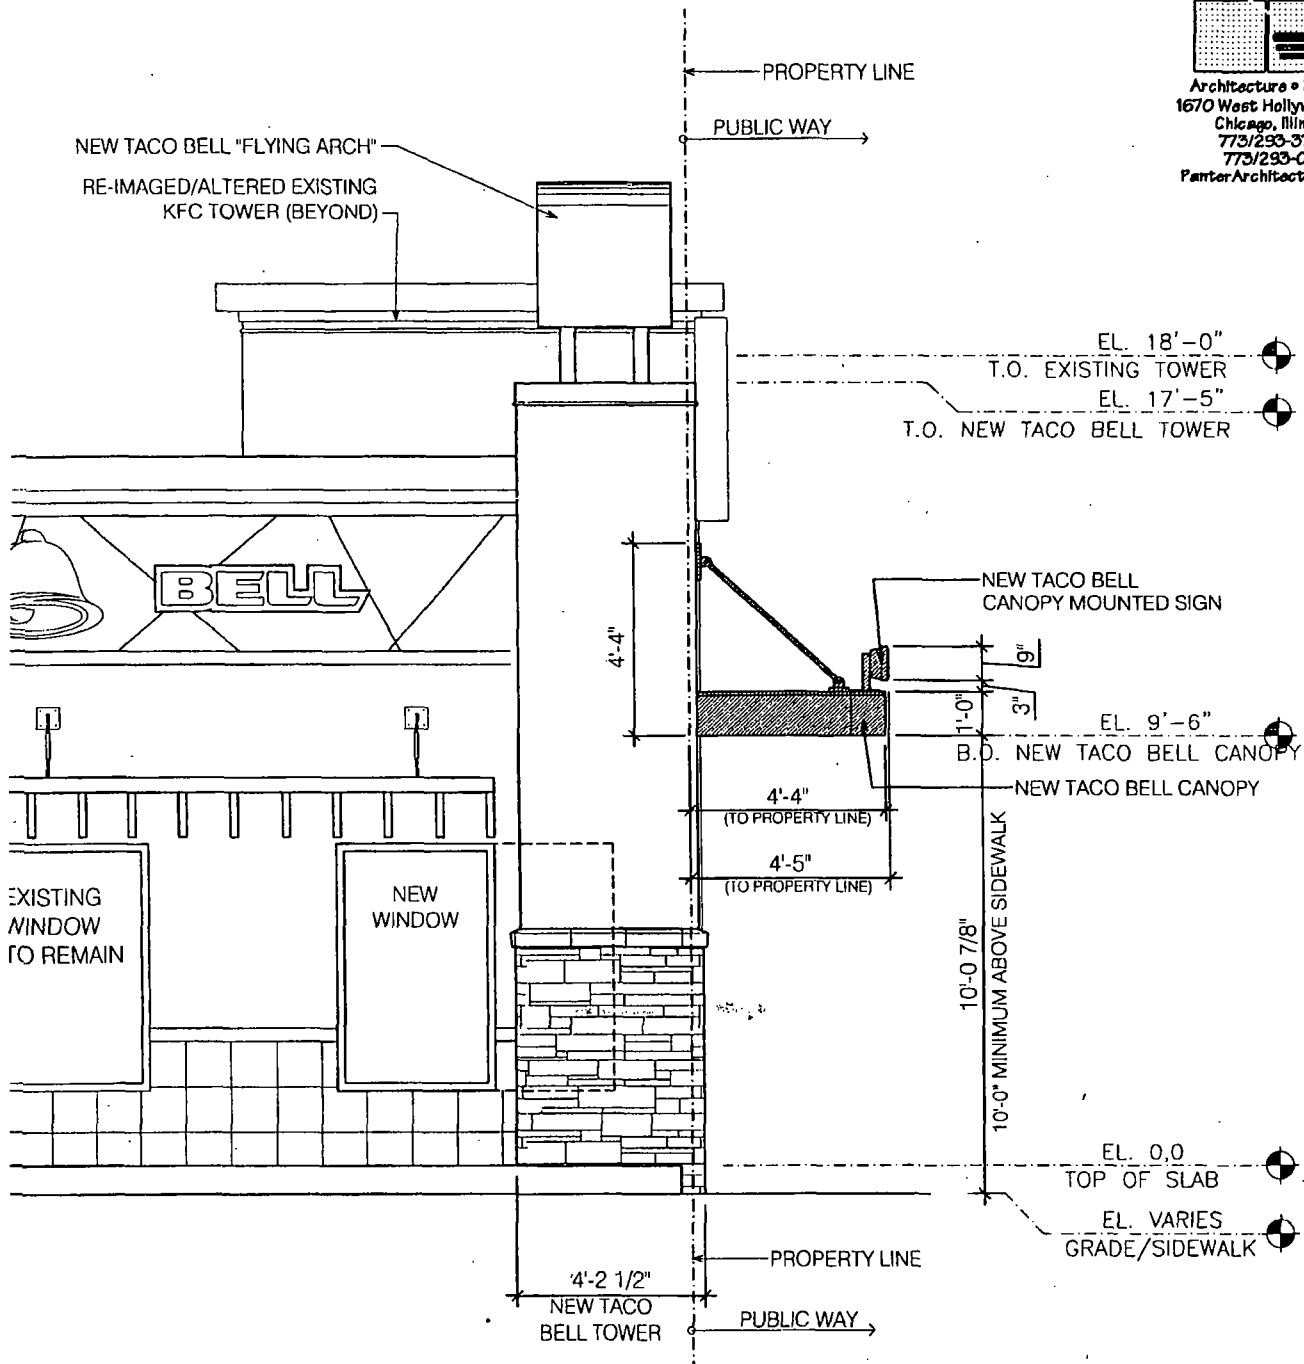 PROPERTY LINE
PUBLIC WAY
Architecture
1670 West
Chicago,
NEW TACO BELL "FLYING ARCH"
RE-IMAGED/ALTERED EXISTING
KFC TOWER (BEYOND)
EL. 18'-0"
T.O. EXISTING TOWER
EL. 17'-5"
T.O. NEW TACO BELL TOWER
BELL
NEW TACO BELL
CANOPY MOUNTED SIGN
4'-4"
9"
3"
1'-0"
EL. 9'-6"
B.O. NEW TACO BELL CANOPY
NEW TACO BELL CANOPY
4'-4"
(TO PROPERTY LINE)
4'-5"
(TO PROPERTY LINE)
EXISTING
WINDOW
TO REMAIN
NEW
WINDOW
10'-0 7/8"
10'-0" MINIMUM ABOVE SIDEWALK
EL. 0,0
TOP OF SLAB
EL. VARIES
GRADE/SIDEWALK
PROPERTY LINE
4'-2 1/2"
NEW TACO
BELL TOWER
PUBLIC WAY